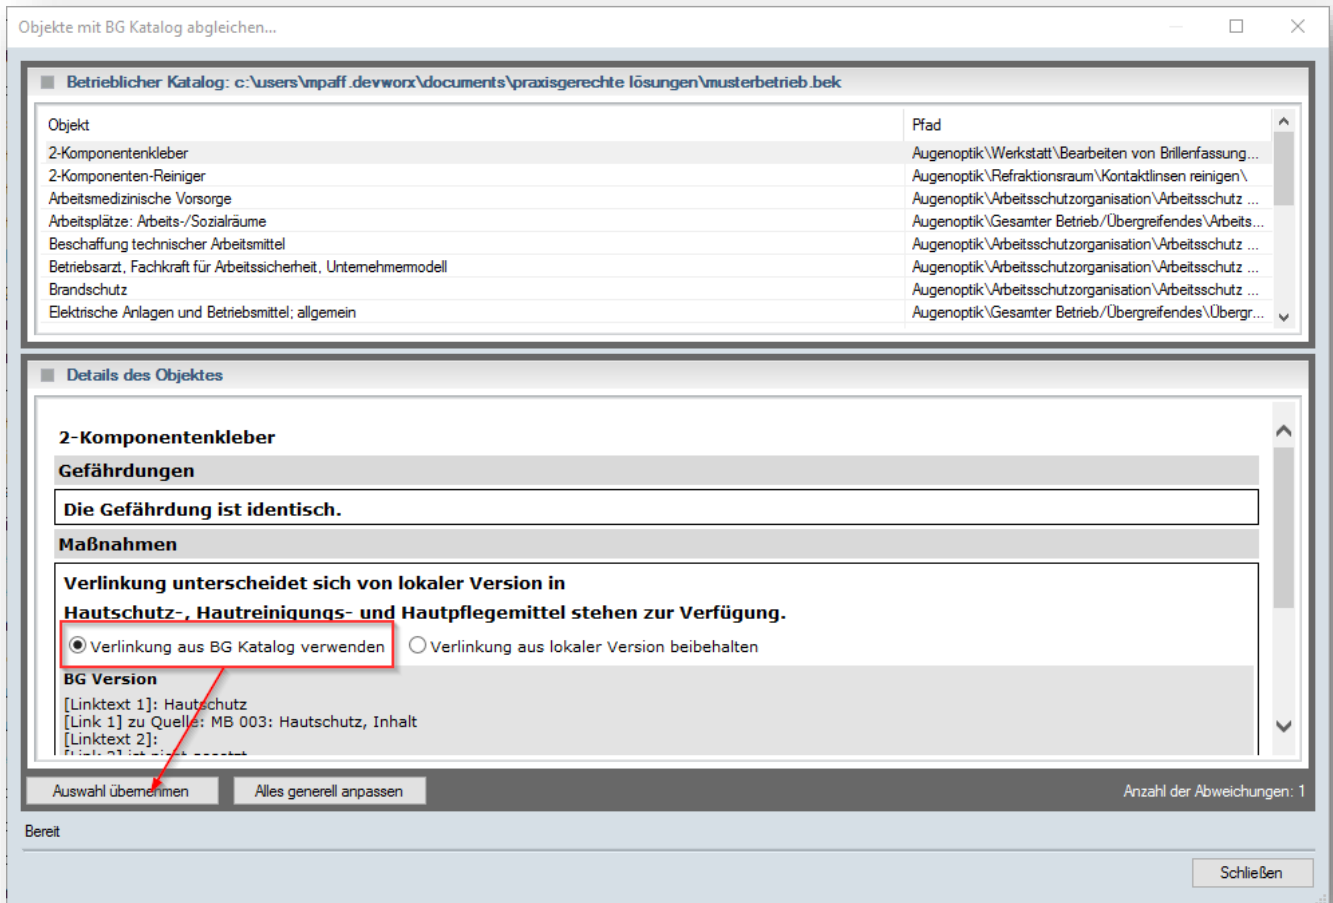 Objekte mit BG Katalog abgleichen...
Betrieblicher Katalog: c:\users\mpaff.devworx\documents\praxisgerechte lösungen\musterbetrieb.bek
Objekt Pfad
2-Komponentenkleber Augenoptik\Werkstatt\Bearbeiten von Brillenfassung...
2-Komponenten-Reiniger Augenoptik\Refraktionsraum\Kontaktlinsen reinigen\
Arbeitsmedizinische Vorsorge Augenoptik\Arbeitsschutzorganisation\Arbeitsschutz ...
Arbeitsplätze: Arbeits-/Sozialräume Augenoptik\Gesamter Betrieb/Übergreifendes\Arbeits...
Beschaffung technischer Arbeitsmittel Augenoptik\Arbeitsschutzorganisation\Arbeitsschutz ...
Betriebsarzt, Fachkraft für Arbeitssicherheit, Unternehmermodell Augenoptik\Arbeitsschutzorganisation\Arbeitsschutz ...
Brandschutz Augenoptik\Arbeitsschutzorganisation\Arbeitsschutz ...
Elektrische Anlagen und Betriebsmittel; allgemein Augenoptik\Gesamter Betrieb/Übergreifendes\Übergr...
Details des Objektes
2-Komponentenkleber
Gefährdungen
Die Gefährdung ist identisch.
Maßnahmen
Verlinkung unterscheidet sich von lokaler Version in
Hautschutz-, Hautreinigungs- und Hautpflegemittel stehen zur Verfügung.
Verlinkung aus BG Katalog verwenden Verlinkung aus lokaler Version beibehalten
BG Version
[Linktext 1]: Hautschutz
[Link 1] zu Quelle: MB 003: Hautschutz, Inhalt
[Linktext 2]:
[Link 2] ist nicht gesetzt
Auswahl übernehmen Alles generell anpassen Anzahl der Abweichungen: 1
Bereit
Schließen